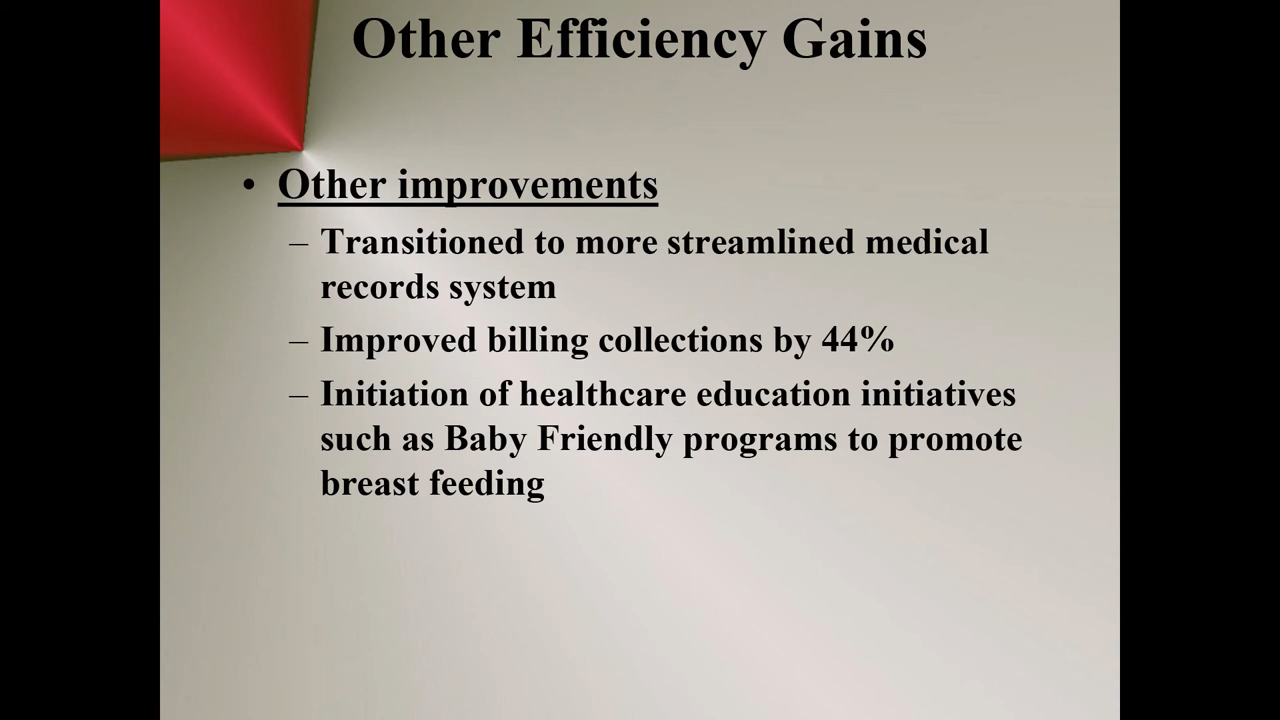 Other Efficiency Gains
• Other improvements
– Transitioned to more streamlined medical
records system
– Improved billing collections by 44%
– Initiation of healthcare education initiatives
such as Baby Friendly programs to promote
breast feeding